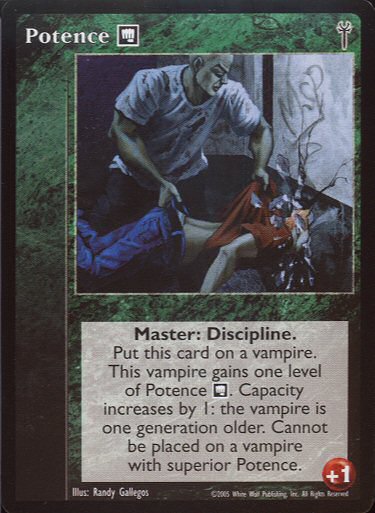 Potence
Master: Discipline.
Put this card on a vampire.
This vampire gains one level
of Potence . Capacity
increases by 1: the vampire is
one generation older. Cannot
be placed on a vampire
with superior Potence.
+1
Illus: Randy Gallegos
©2005 White Wolf Publishing, Inc. All Rights Reserved.